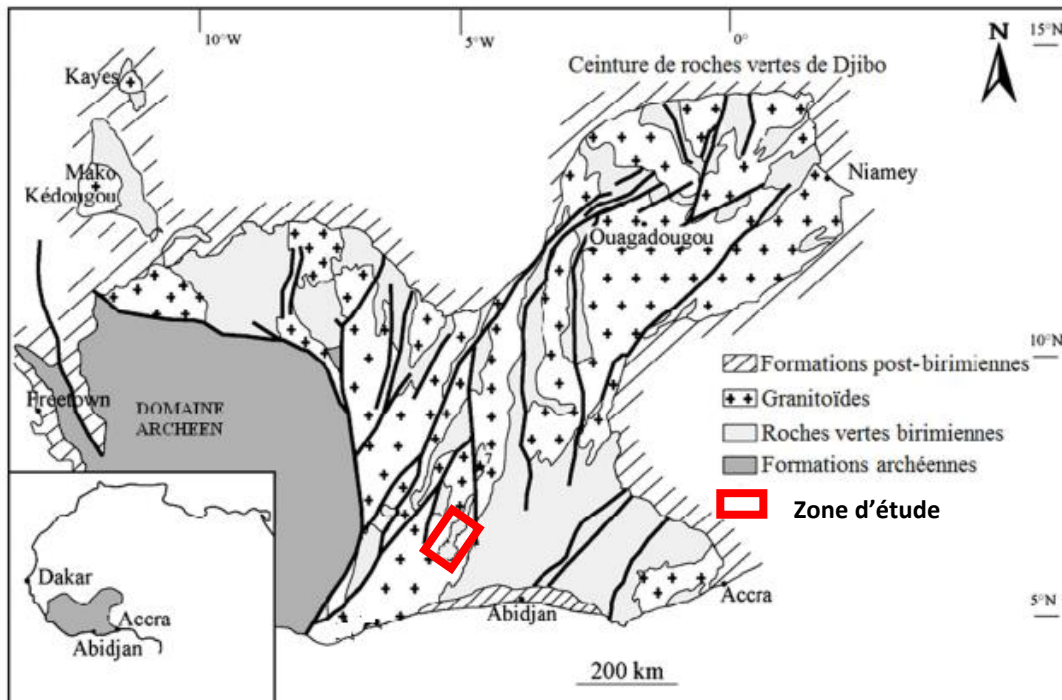 10°W
5°W
0°
15°N
N
Kayes
Ceinture de roches vertes de Djibo
Mako
Kédougou
Niamey
Ouagadougou
10°N
Formations post-birimiennes
Freetown
DOMAINE
ARCHEEN
Granitoïdes
Roches vertes birimiennes
7
Formations archéennes
Zone d'étude
Dakar
Accra
Abidjan
Abidjan
Accra
5°N
200 km